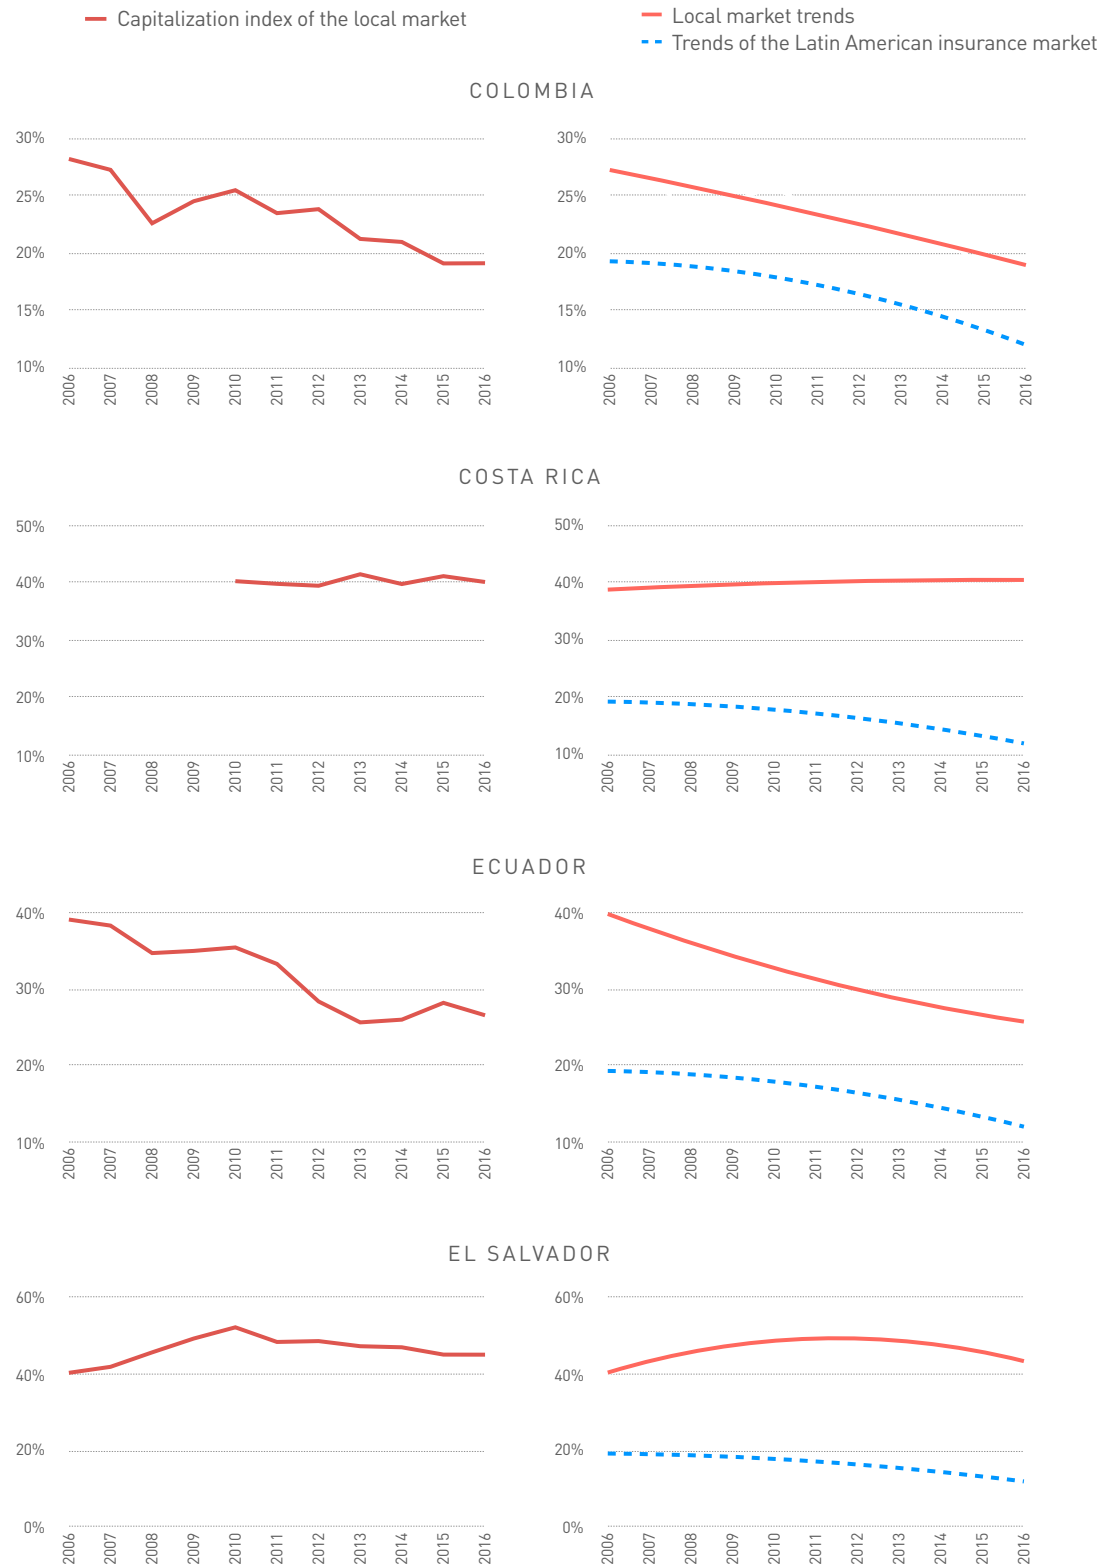 Capitalization index of the local market
Local market trends
Trends of the Latin American insurance market
COLOMBIA
30%
25%
20%
15%
10%
2006 2007 2008 2009 2010 2011 2012 2013 2014 2015 2016
30%
25%
20%
15%
10%
2006 2007 2008 2009 2010 2011 2012 2013 2014 2015 2016
COSTA RICA
50%
40%
30%
20%
10%
2006 2007 2008 2009 2010 2011 2012 2013 2014 2015 2016
50%
40%
30%
20%
10%
2006 2007 2008 2009 2010 2011 2012 2013 2014 2015 2016
ECUADOR
40%
30%
20%
10%
2006 2007 2008 2009 2010 2011 2012 2013 2014 2015 2016
40%
30%
20%
10%
2006 2007 2008 2009 2010 2011 2012 2013 2014 2015 2016
EL SALVADOR
60%
40%
20%
0%
2006 2007 2008 2009 2010 2011 2012 2013 2014 2015 2016
60%
40%
20%
0%
2006 2007 2008 2009 2010 2011 2012 2013 2014 2015 2016